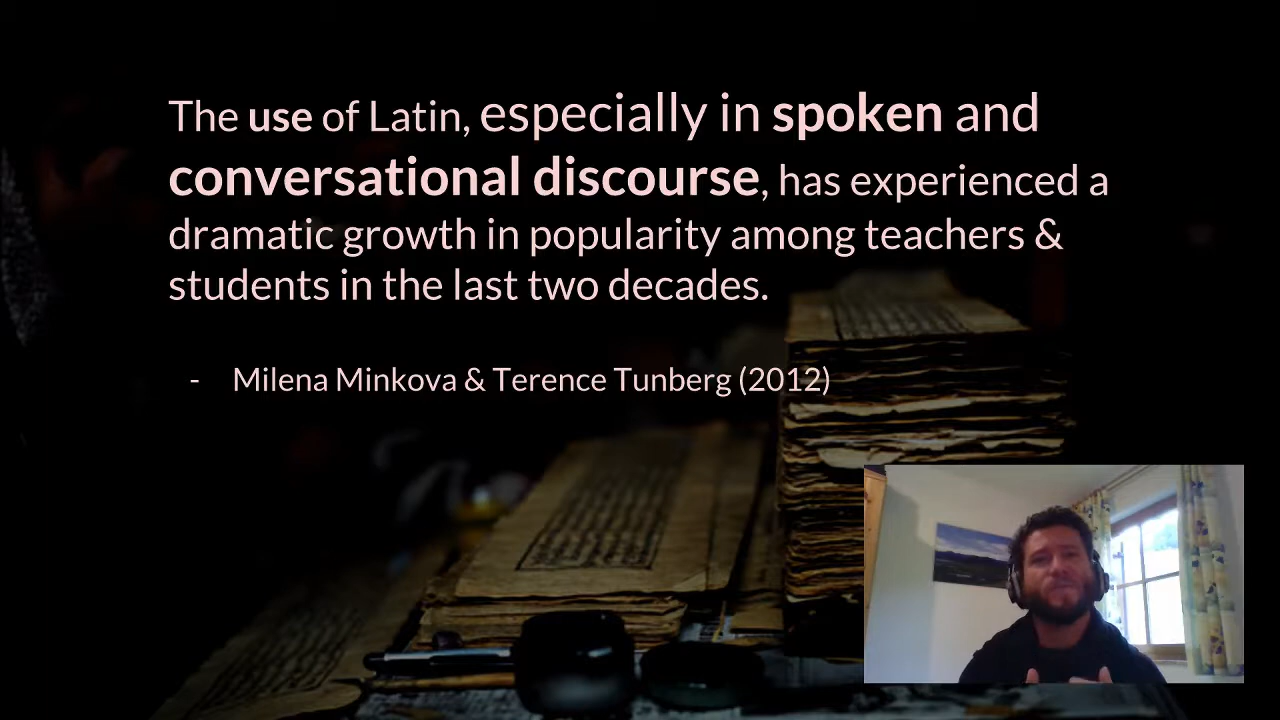 The use of Latin, especially in spoken and
conversational discourse, has experienced a
dramatic growth in popularity among teachers &
students in the last two decades.
- Milena Minkova & Terence Tunberg (2012)